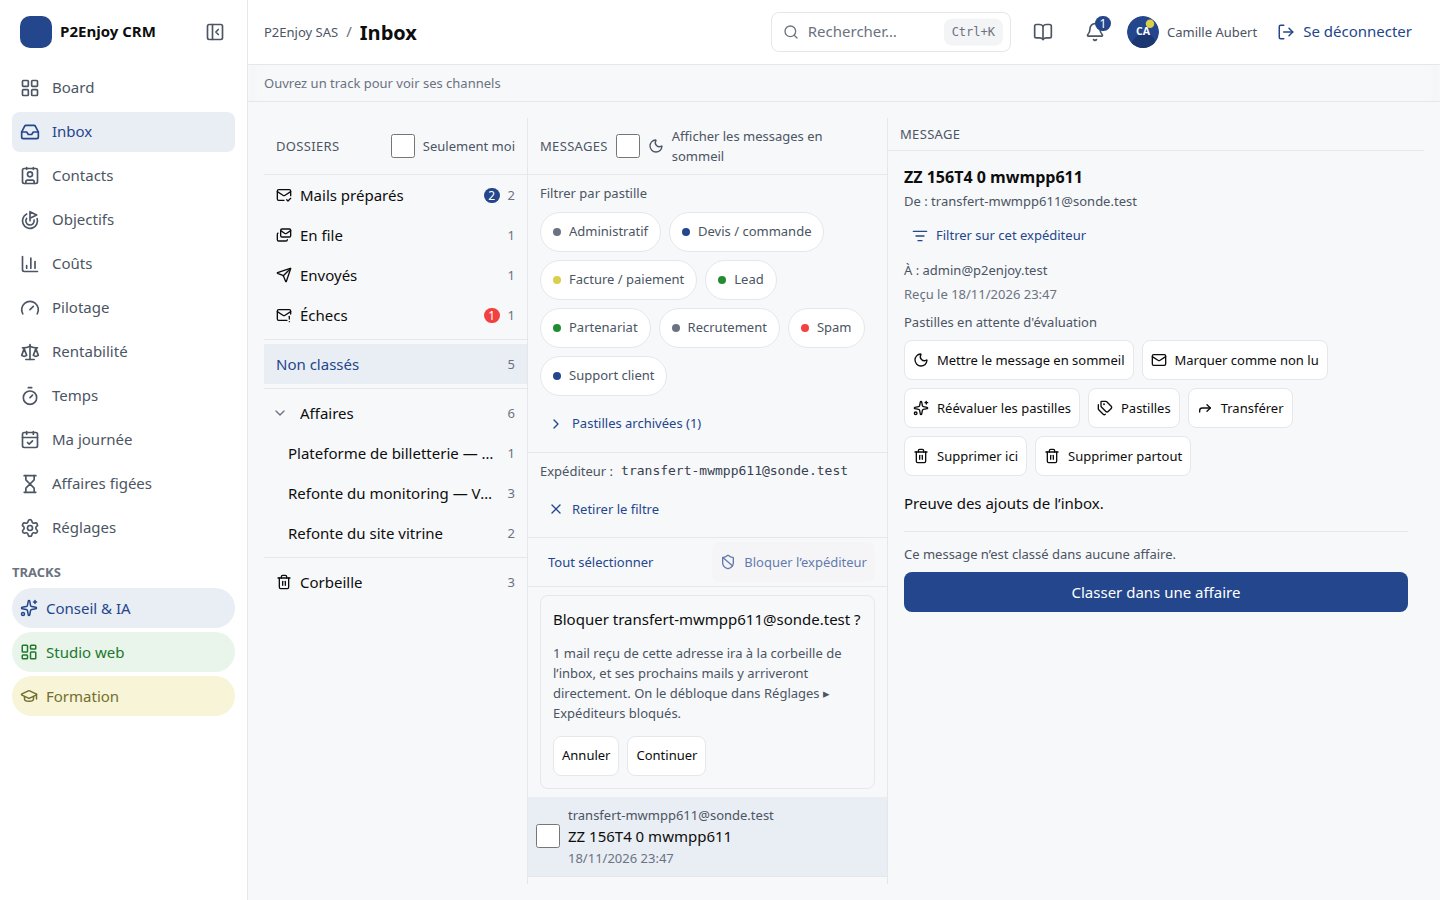 P2Enjoy CRM
Board
Inbox
Contacts
Objectifs
Coûts
Pilotage
Rentabilité
Temps
Ma journée
Affaires figées
Réglages
TRACKS
Conseil & IA
Studio web
Formation
P2Enjoy SAS / Inbox
Rechercher... Ctrl+K
1
CA
Camille Aubert
Se déconnecter
Ouvrez un track pour voir ses channels
DOSSIERS
Seulement moi
Mails préparés 2 2
En file 1
Envoyés 1
Échecs 1 1
Non classés 5
Affaires 6
Plateforme de billetterie — ... 1
Refonte du monitoring — V... 3
Refonte du site vitrine 2
Corbeille 3
MESSAGES
Afficher les messages en
sommeil
Filtrer par pastille
Administratif
Devis / commande
Facture / paiement
Lead
Partenariat
Recrutement
Spam
Support client
Pastilles archivées (1)
Expéditeur : transfert-mwmpp611@sonde.test
Retirer le filtre
Tout sélectionner
Bloquer l’expéditeur
Bloquer transfert-mwmpp611@sonde.test ?
1 mail reçu de cette adresse ira à la corbeille de
l’inbox, et ses prochains mails y arriveront
directement. On le débloque dans Réglages ▸
Expéditeurs bloqués.
Annuler
Continuer
transfert-mwmpp611@sonde.test
ZZ 156T4 0 mwmpp611
18/11/2026 23:47
MESSAGE
ZZ 156T4 0 mwmpp611
De : transfert-mwmpp611@sonde.test
Filtrer sur cet expéditeur
À : admin@p2enjoy.test
Reçu le 18/11/2026 23:47
Pastilles en attente d’évaluation
Mettre le message en sommeil
Marquer comme non lu
Réévaluer les pastilles
Pastilles
Transférer
Supprimer ici
Supprimer partout
Preuve des ajouts de l’inbox.
Ce message n’est classé dans aucune affaire.
Classer dans une affaire